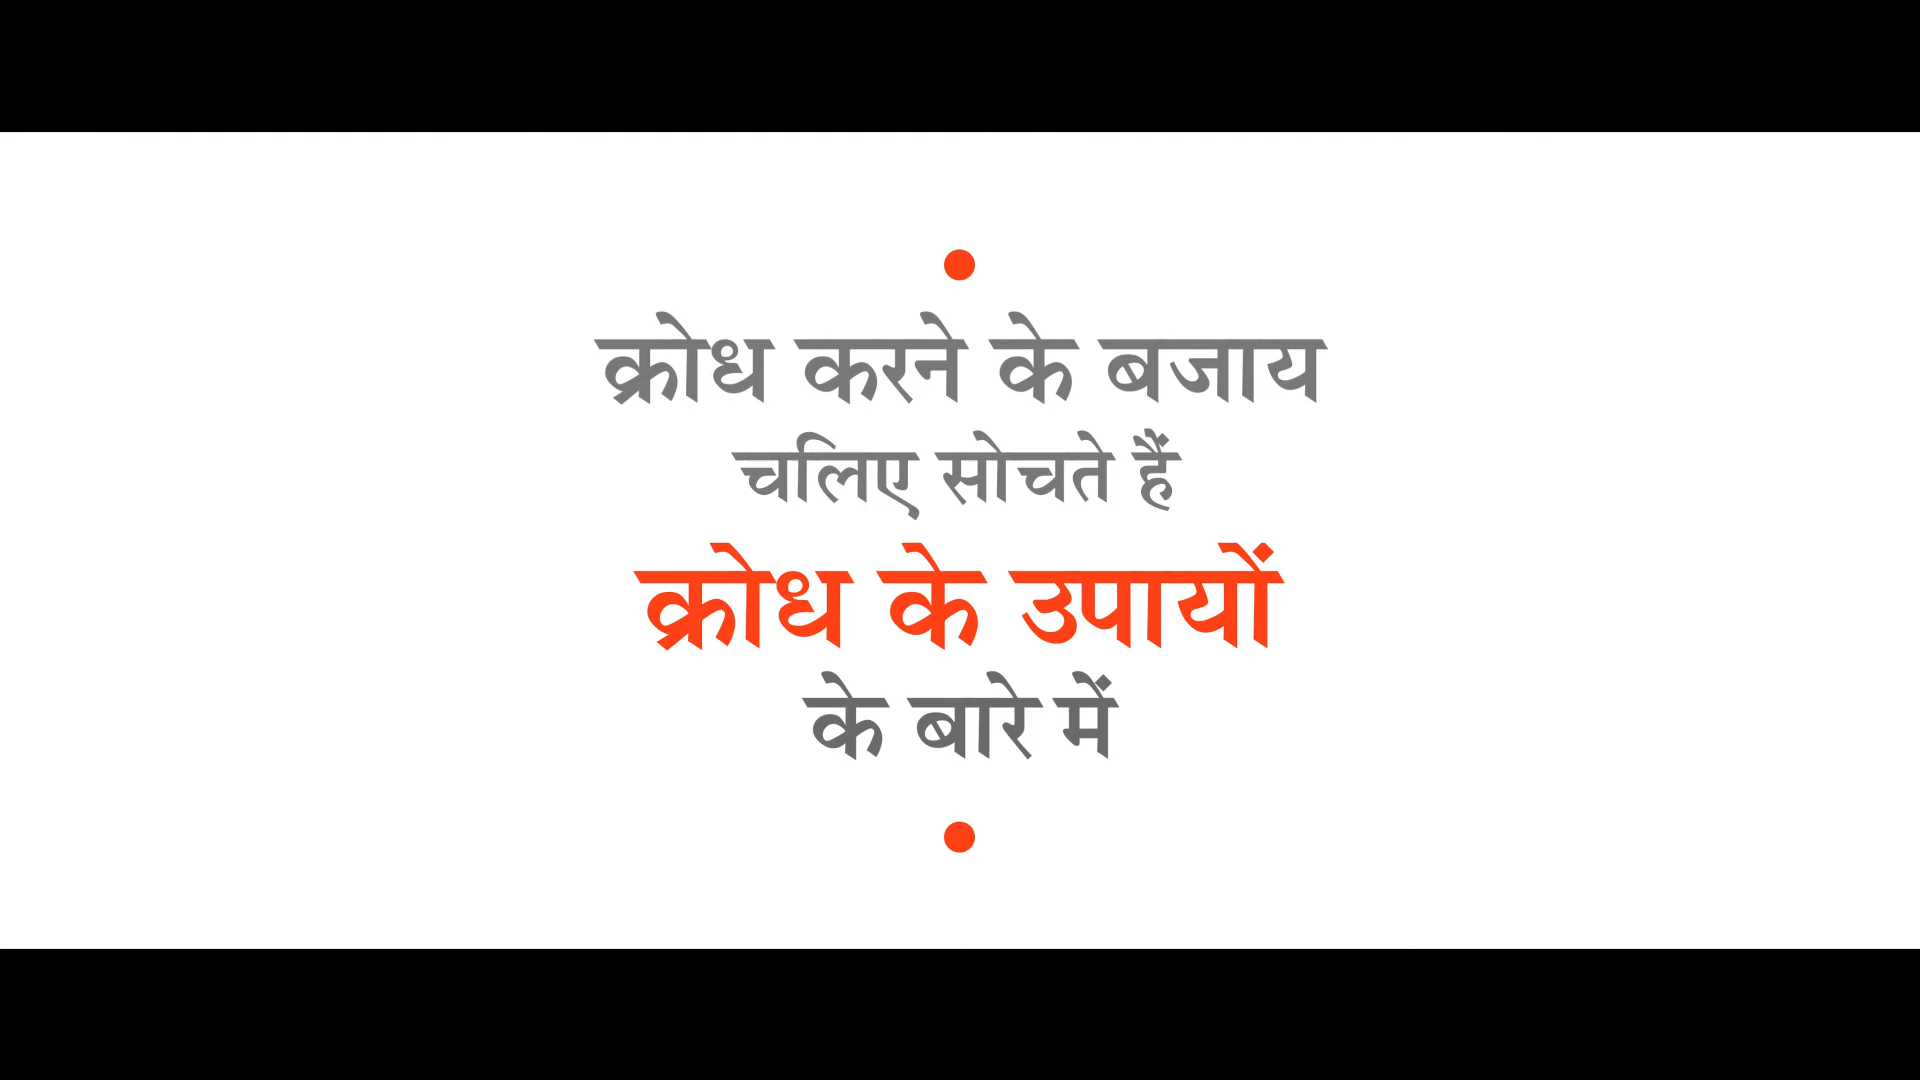 क्रोध करने के बजाय
चलिए सोचते हैं
क्रोध के उपायों
के बारे में